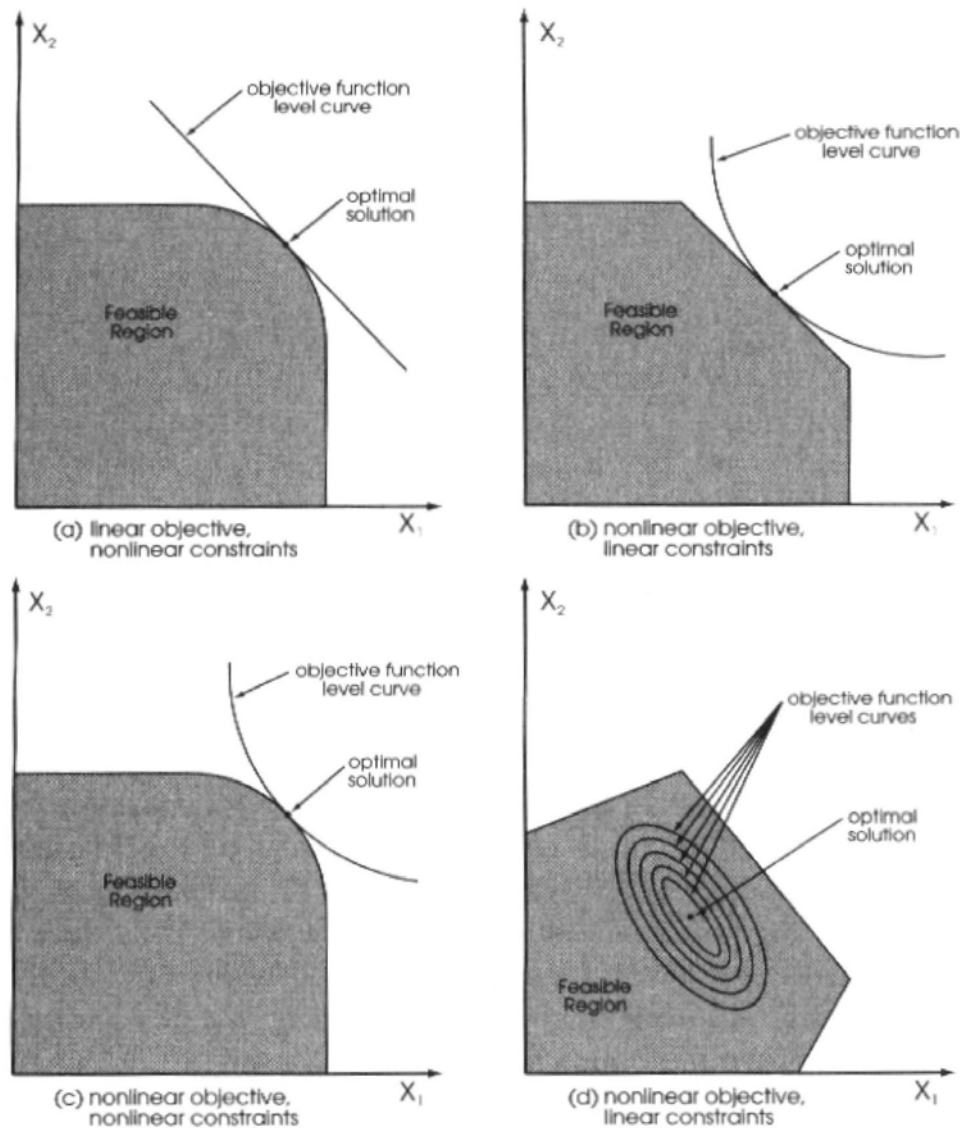 X₂
objective function
level curve
optimal
solution
Feasible
Region
X₁
(a) linear objective,
nonlinear constraints
objective function
level curve
optimal
solution
Feasible
Region
X₁
(b) nonlinear objective,
linear constraints
X₂
objective function
level curve
optimal
solution
Feasible
Region
X₁
(c) nonlinear objective,
nonlinear constraints
X₂
objective function
level curves
optimal
solution
Feasible
Region
X₁
(d) nonlinear objective,
linear constraints